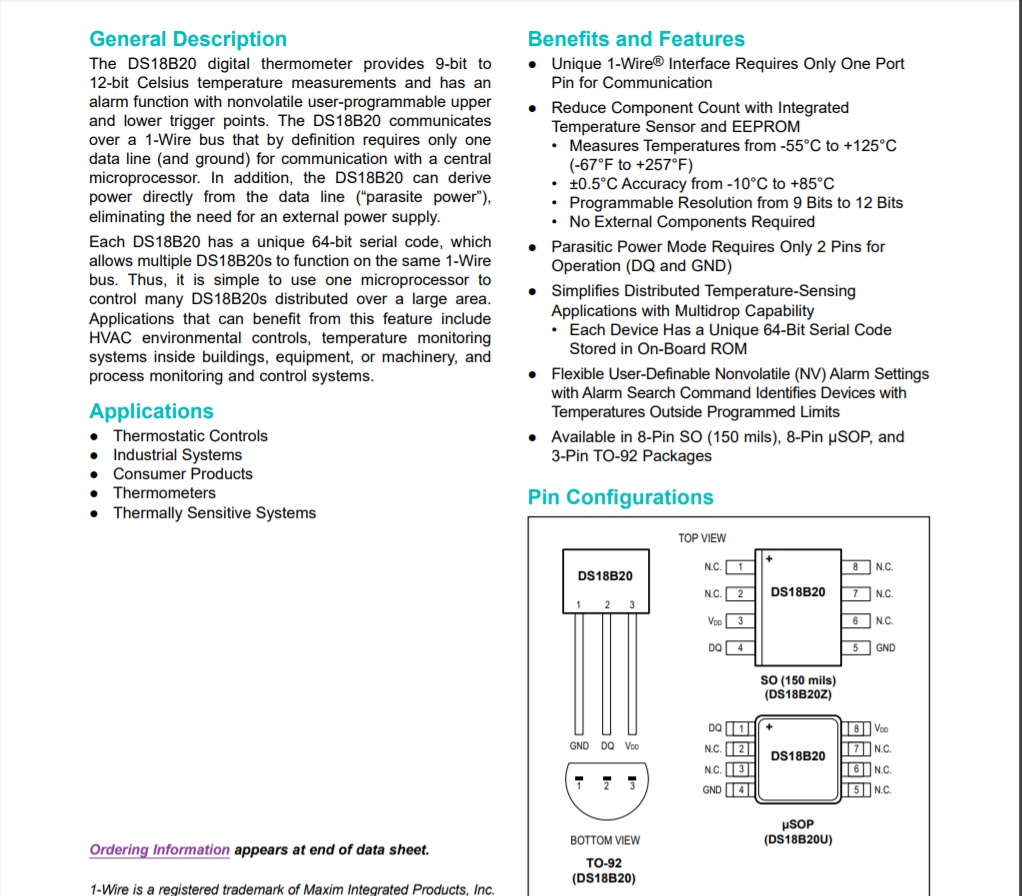 General Description
The DS18B20 digital thermometer provides 9-bit to
12-bit Celsius temperature measurements and has an
alarm function with nonvolatile user-programmable upper
and lower trigger points. The DS18B20 communicates
over a 1-Wire bus that by definition requires only one
data line (and ground) for communication with a central
microprocessor. In addition, the DS18B20 can derive
power directly from the data line (“parasite power”),
eliminating the need for an external power supply.
Each DS18B20 has a unique 64-bit serial code, which
allows multiple DS18B20s to function on the same 1-Wire
bus. Thus, it is simple to use one microprocessor to
control many DS18B20s distributed over a large area.
Applications that can benefit from this feature include
HVAC environmental controls, temperature monitoring
systems inside buildings, equipment, or machinery, and
process monitoring and control systems.
Applications
● Thermostatic Controls
● Industrial Systems
● Consumer Products
● Thermometers
● Thermally Sensitive Systems
Ordering Information appears at end of data sheet.
1-Wire is a registered trademark of Maxim Integrated Products, Inc.
Benefits and Features
● Unique 1-Wire® Interface Requires Only One Port
Pin for Communication
● Reduce Component Count with Integrated
Temperature Sensor and EEPROM
• Measures Temperatures from -55°C to +125°C
(-67°F to +257°F)
• ±0.5°C Accuracy from -10°C to +85°C
• Programmable Resolution from 9 Bits to 12 Bits
• No External Components Required
● Parasitic Power Mode Requires Only 2 Pins for
Operation (DQ and GND)
● Simplifies Distributed Temperature-Sensing
Applications with Multidrop Capability
• Each Device Has a Unique 64-Bit Serial Code
Stored in On-Board ROM
● Flexible User-Definable Nonvolatile (NV) Alarm Settings
with Alarm Search Command Identifies Devices with
Temperatures Outside Programmed Limits
● Available in 8-Pin SO (150 mils), 8-Pin µSOP, and
3-Pin TO-92 Packages
Pin Configurations
TOP VIEW
DS18B20
1 2 3
GND DQ VDD
1 2 3
BOTTOM VIEW
TO-92
(DS18B20)
+
N.C. 1 8 N.C.
N.C. 2 DS18B20 7 N.C.
VDD 3 6 N.C.
DQ 4 5 GND
SO (150 mils)
(DS18B20Z)
+
DQ 1 8 VDD
N.C. 2 DS18B20 7 N.C.
N.C. 3 6 N.C.
GND 4 5 N.C.
µSOP
(DS18B20U)